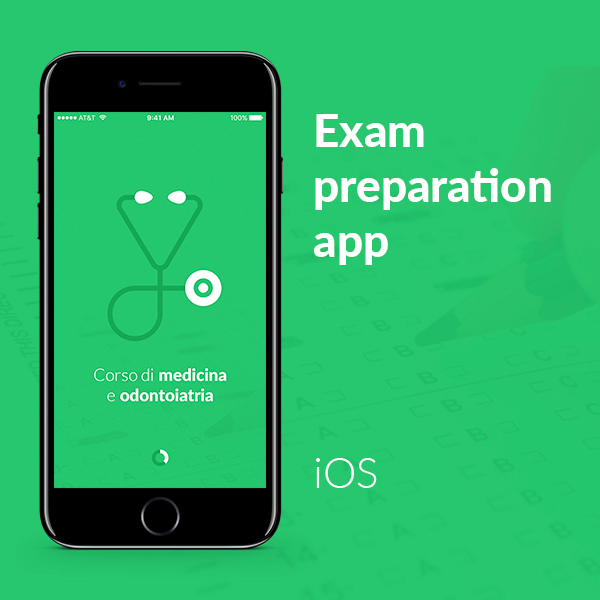 AT&T 9:41 AM 100%
Exam
preparation
app
Corso di medicina
e odontoiatria
iOS